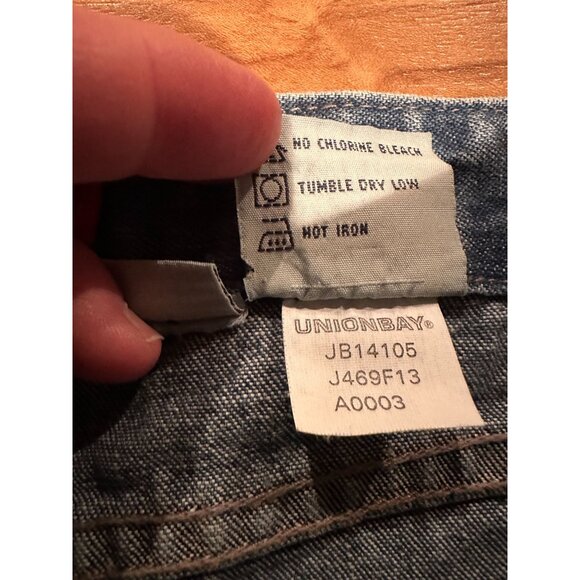 NO CHLORINE BLEACH
TUMBLE DRY LOW
HOT IRON
UNIONBAY®
JB14105
J469F13
A0003